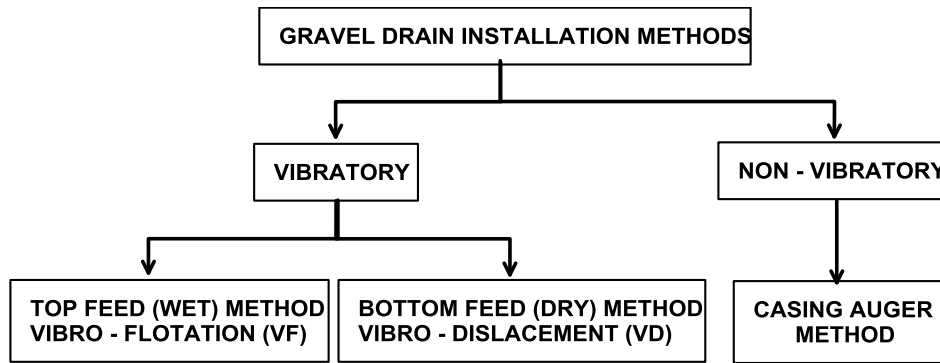 GRAVEL DRAIN INSTALLATION METHODS
VIBRATORY
NON - VIBRATORY
TOP FEED (WET) METHOD
VIBRO - FLOTATION (VF)
BOTTOM FEED (DRY) METHOD
VIBRO - DISLACEMENT (VD)
CASING AUGER
METHOD